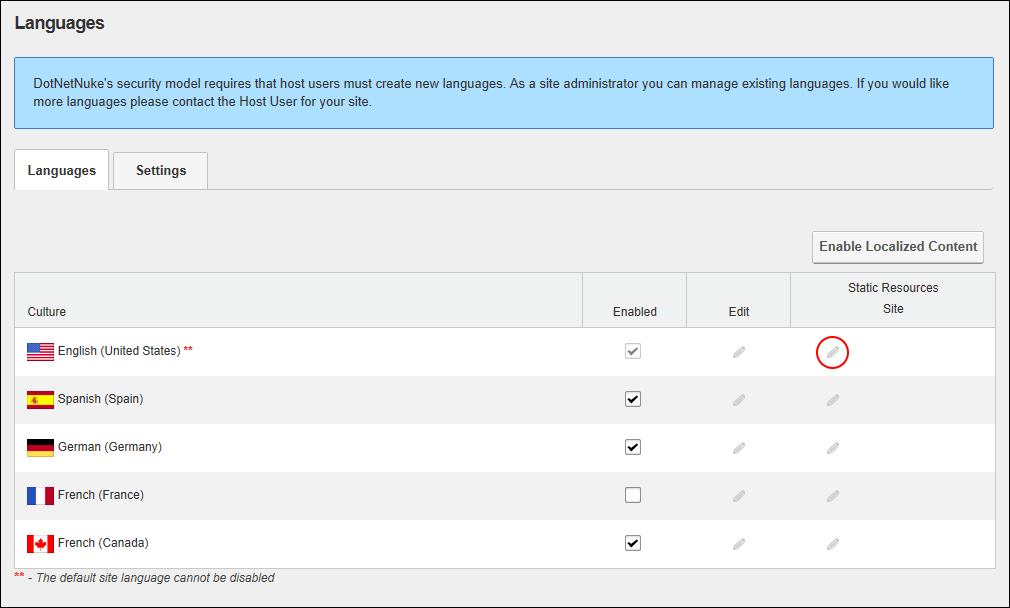 Languages
DotNetNuke's security model requires that host users must create new languages. As a site administrator you can manage existing languages. If you would like
more languages please contact the Host User for your site.
Languages Settings
Enable Localized Content
Static Resources
Culture Enabled Edit Site
English (United States) **
Spanish (Spain)
German (Germany)
French (France)
French (Canada)
** - The default site language cannot be disabled